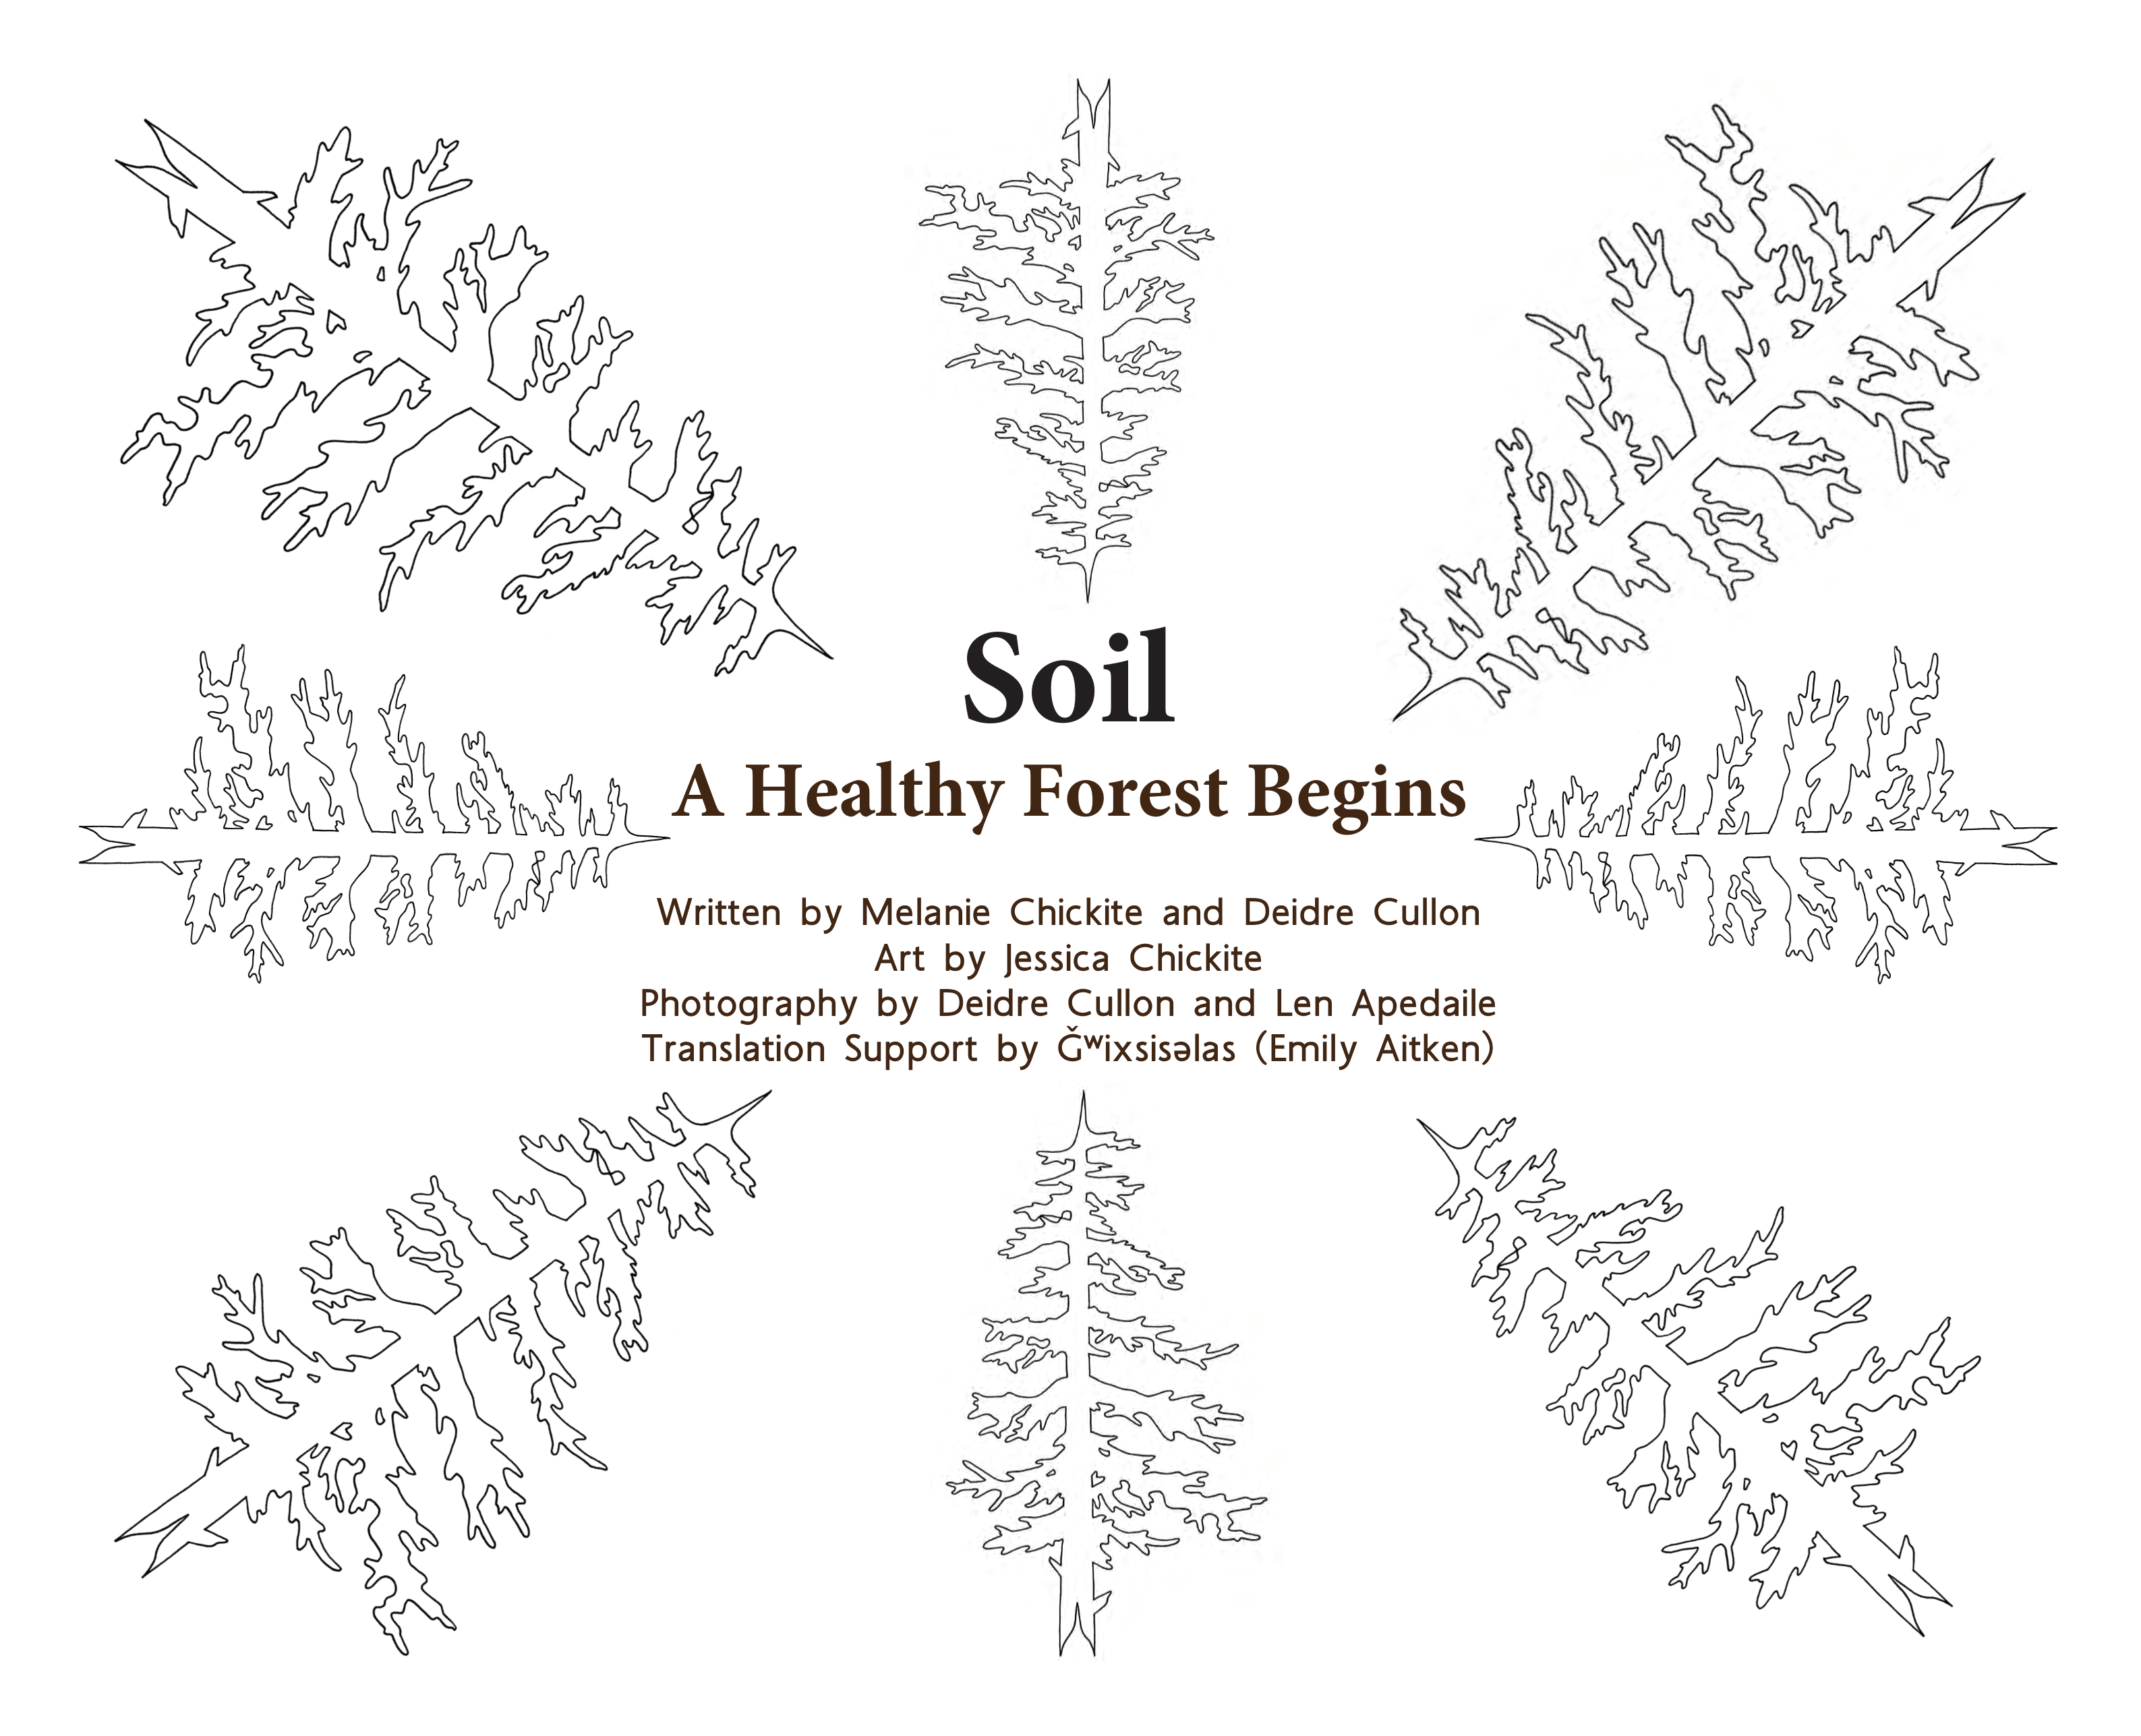 Soil
A Healthy Forest Begins
Written by Melanie Chickite and Deidre Cullon
Art by Jessica Chickite
Photography by Deidre Cullon and Len Apedaile
Translation Support by Ǧʷixsisəlas (Emily Aitken)